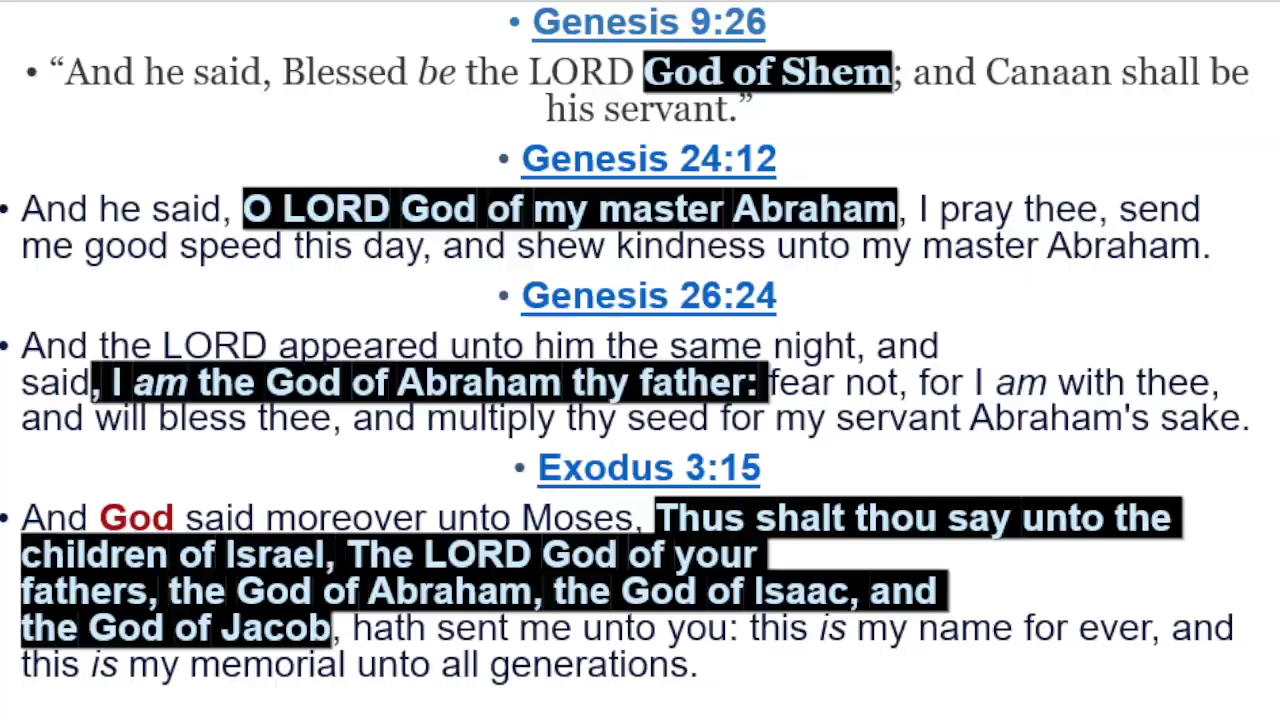 • Genesis 9:26
• “And he said, Blessed be the LORD God of Shem; and Canaan shall be
his servant.”
• Genesis 24:12
• And he said, O LORD God of my master Abraham, I pray thee, send
me good speed this day, and shew kindness unto my master Abraham.
• Genesis 26:24
• And the LORD appeared unto him the same night, and
said, I am the God of Abraham thy father: fear not, for I am with thee,
and will bless thee, and multiply thy seed for my servant Abraham's sake.
• Exodus 3:15
• And God said moreover unto Moses, Thus shalt thou say unto the
children of Israel, The LORD God of your
fathers, the God of Abraham, the God of Isaac, and
the God of Jacob, hath sent me unto you: this is my name for ever, and
this is my memorial unto all generations.